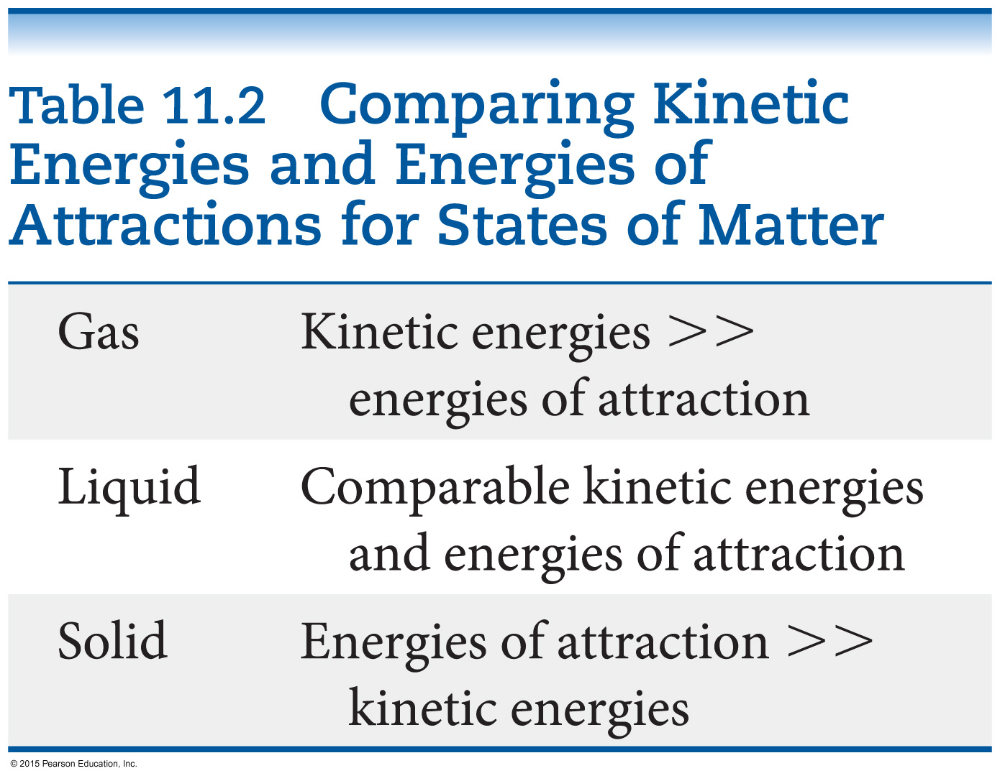 Table 11.2 Comparing Kinetic
Energies and Energies of
Attractions for States of Matter
Gas Kinetic energies >>
energies of attraction
Liquid Comparable kinetic energies
and energies of attraction
Solid Energies of attraction >>
kinetic energies
© 2015 Pearson Education, Inc.